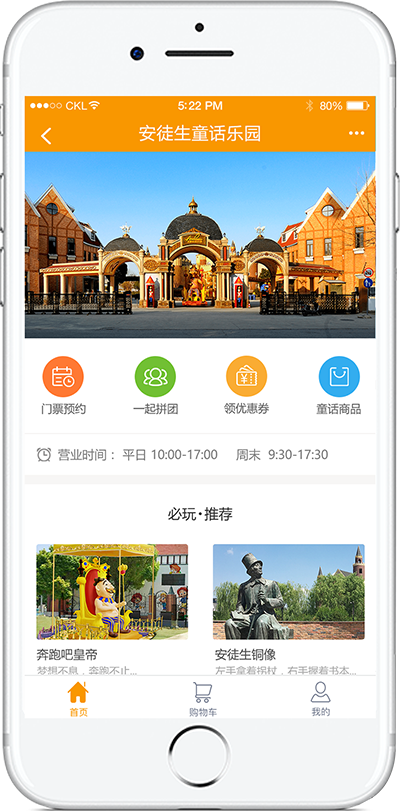 CKL 5:22 PM 80%
安徒生童话乐园
门票预约 一起拼团 领优惠券 童话商品
营业时间： 平日 10:00-17:00 周末 9:30-17:30
必玩·推荐
奔跑吧皇帝 安徒生铜像
梦想不息，奔跑不止... 左手拿着拐杖，右手握着书本...
首页 购物车 我的